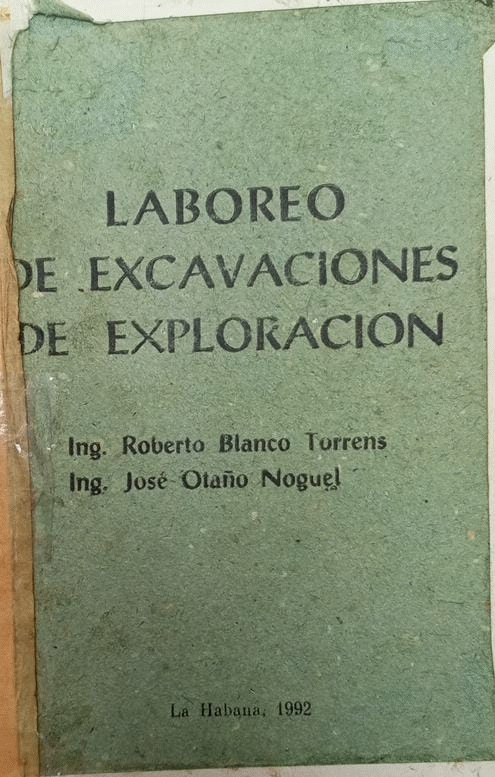 LABOREO
DE EXCAVACIONES
DE EXPLORACION
Ing. Roberto Blanco Torrens
Ing. José Otaño Noguel
La Habana, 1992